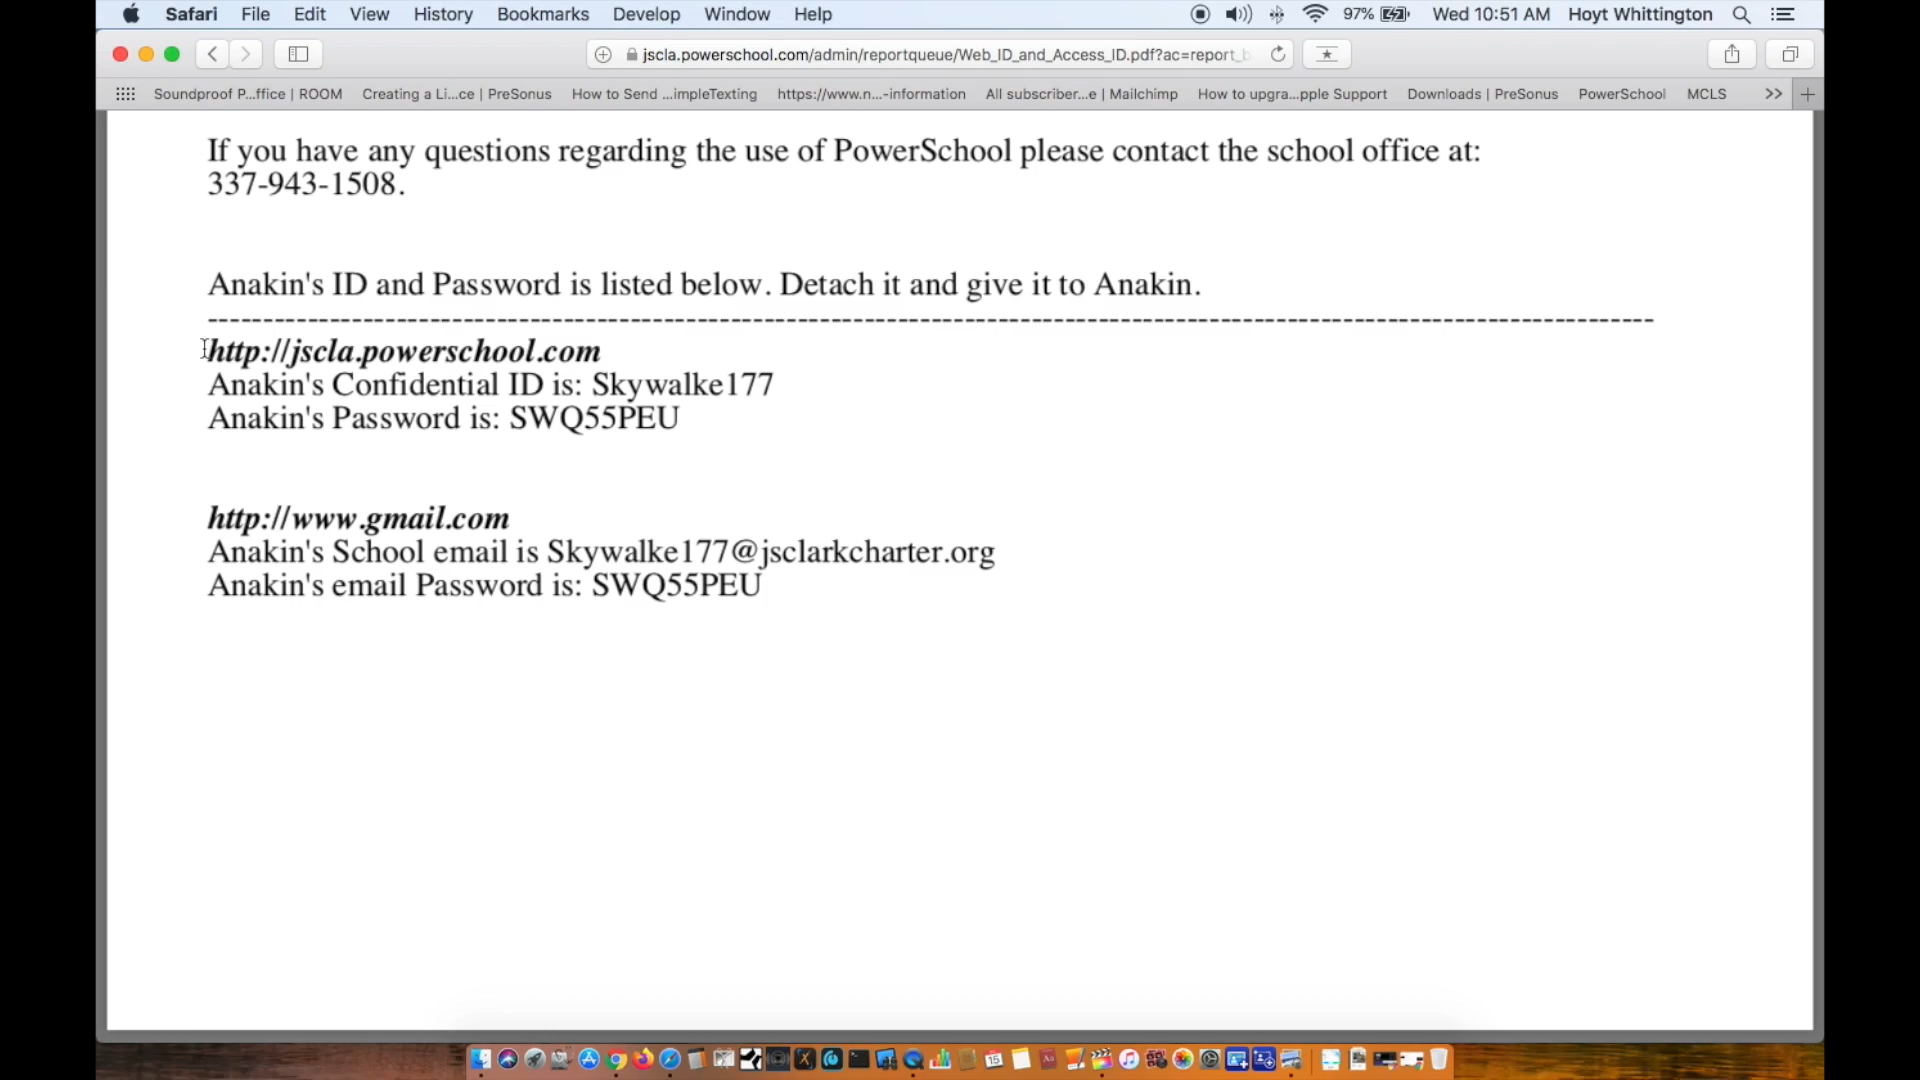 Safari File Edit View History Bookmarks Develop Window Help 97% Wed 10:51 AM Hoyt Whittington
jscla.powerschool.com/admin/reportqueue/Web_ID_and_Access_ID.pdf?ac=report_b
Soundproof P...ffice | ROOM Creating a Li...ce | PreSonus How to Send ...impleTexting https://www.n...-information All subscriber...e | Mailchimp How to upgra...pple Support Downloads | PreSonus PowerSchool MCLS >>
If you have any questions regarding the use of PowerSchool please contact the school office at:
337-943-1508.
Anakin's ID and Password is listed below. Detach it and give it to Anakin.
http://jscla.powerschool.com
Anakin's Confidential ID is: Skywalke177
Anakin's Password is: SWQ55PEU
http://www.gmail.com
Anakin's School email is Skywalke177@jsclarkcharter.org
Anakin's email Password is: SWQ55PEU
15